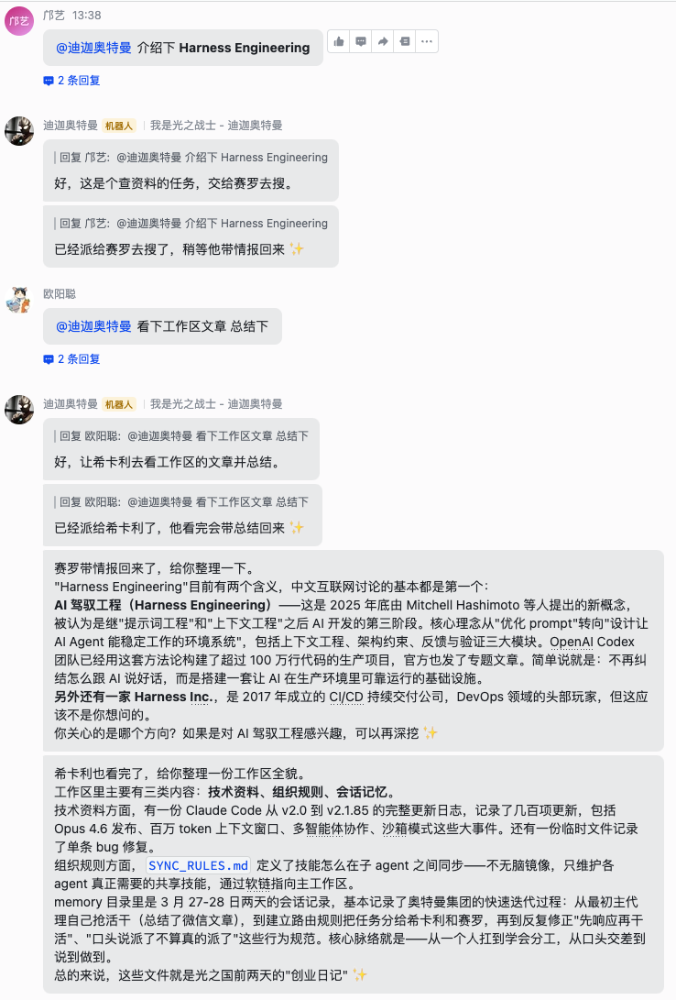 邝艺
邝艺 13:38
@迪迦奥特曼 介绍下 Harness Engineering
2 条回复
迪迦奥特曼 机器人 | 我是光之战士 - 迪迦奥特曼
| 回复 邝艺: @迪迦奥特曼 介绍下 Harness Engineering
好，这是个查资料的任务，交给赛罗去搜。
| 回复 邝艺: @迪迦奥特曼 介绍下 Harness Engineering
已经派给赛罗去搜了，稍等他带情报回来 ✨
欧阳聪
@迪迦奥特曼 看下工作区文章 总结下
2 条回复
迪迦奥特曼 机器人 | 我是光之战士 - 迪迦奥特曼
| 回复 欧阳聪: @迪迦奥特曼 看下工作区文章 总结下
好，让希卡利去看工作区的文章并总结。
| 回复 欧阳聪: @迪迦奥特曼 看下工作区文章 总结下
已经派给希卡利了，他看完会带总结回来 ✨
赛罗带情报回来了，给你整理一下。
"Harness Engineering"目前有两个含义，中文互联网讨论的基本都是第一个：
AI 驾驭工程（Harness Engineering）——这是 2025 年底由 Mitchell Hashimoto 等人提出的新概念，
被认为是继"提示词工程"和"上下文工程"之后 AI 开发的第三阶段。核心理念从"优化 prompt"转向"设计让
AI Agent 能稳定工作的环境系统"，包括上下文工程、架构约束、反馈与验证三大模块。OpenAI Codex
团队已经用这套方法论构建了超过 100 万行代码的生产项目，官方也发了专题文章。简单说就是：不再纠
结怎么跟 AI 说好话，而是搭建一套让 AI 在生产环境里可靠运行的基础设施。
另外还有一家 Harness Inc.，是 2017 年成立的 CI/CD 持续交付公司，DevOps 领域的头部玩家，但这应
该不是你想问的。
你关心的是哪个方向？如果是对 AI 驾驭工程感兴趣，可以再深挖 ✨
希卡利也看完了，给你整理一份工作区全貌。
工作区里主要有三类内容：技术资料、组织规则、会话记忆。
技术资料方面，有一份 Claude Code 从 v2.0 到 v2.1.85 的完整更新日志，记录了几百项更新，包括
Opus 4.6 发布、百万 token 上下文窗口、多智能体协作、沙箱模式这些大事件。还有一份临时文件记录
了单条 bug 修复。
组织规则方面，SYNC_RULES.md 定义了技能怎么在子 agent 之间同步——不无脑镜像，只维护各
agent 真正需要的共享技能，通过软链指向主工作区。
memory 目录里是 3 月 27-28 日两天的会话记录，基本记录了奥特曼集团的快速迭代过程：从最初主代
理自己抢活干（总结了微信文章），到建立路由规则把任务分给希卡利和赛罗，再到反复修正"先响应再干
活"、"口头说派了不算真的派了"这些行为规范。核心脉络就是——从一个人扛到学会分工，从口头交差到
说到做到。
总的来说，这些文件就是光之国前两天的"创业日记" ✨